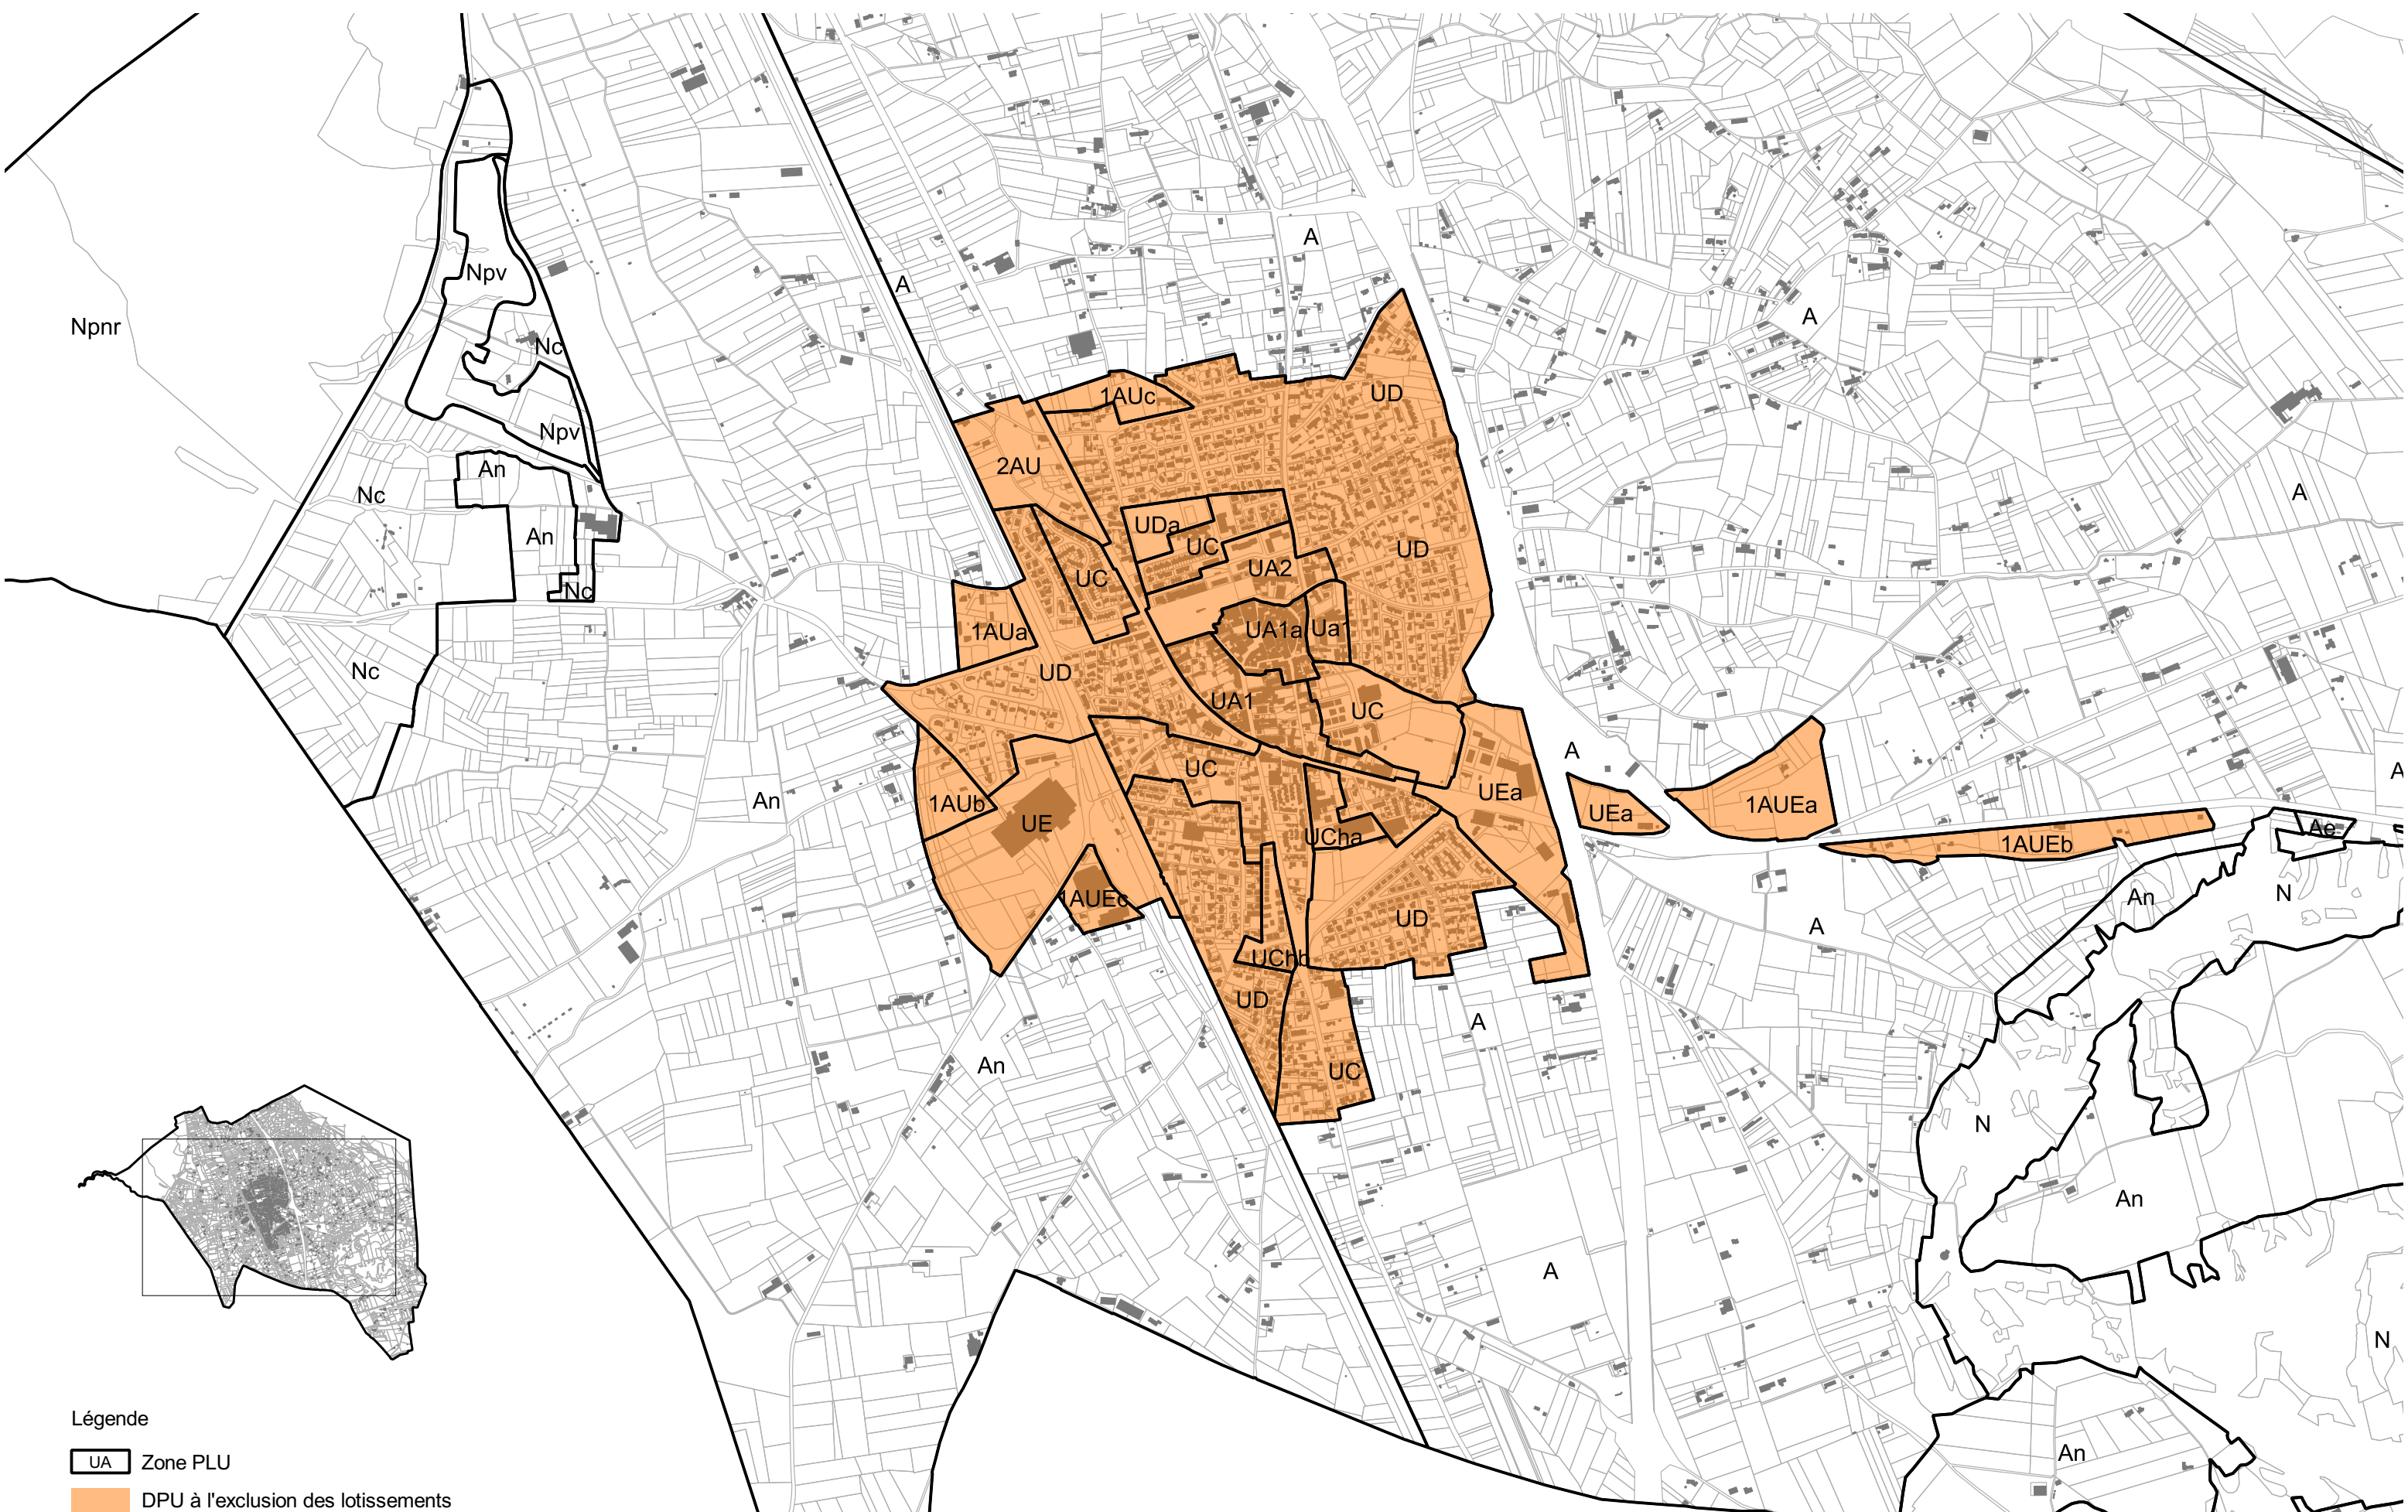 A
A
Npv
A
Npnr
Nc
UD
1AUc
Npv
2AU
An
A
Nc
UDa
An
UC
UD
UA2
UC
Nc
1AUa
UA1a
Ua1
Nc
UD
UA1
UC
A
A
UC
UEa
An
1AUb
UEa
1AUEa
UE
Ae
UCha
1AUEb
N
An
1AUEc
UD
A
UChb
UD
A
An
UC
N
An
A
N
Légende
An
UA Zone PLU
DPU à l'exclusion des lotissements